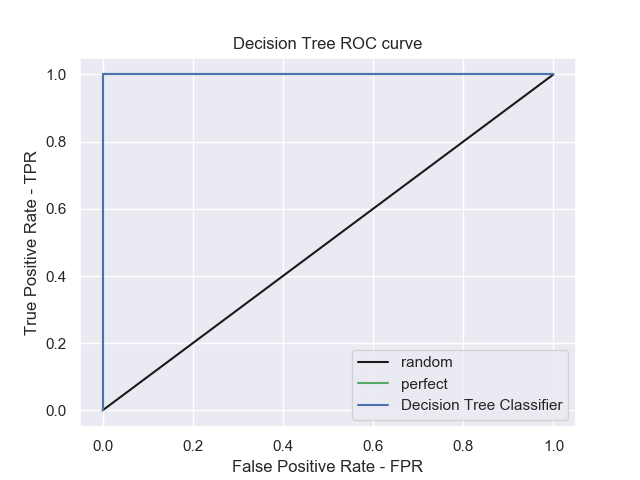 Decision Tree ROC curve
True Positive Rate - TPR
1.0
0.8
0.6
0.4
0.2
0.0
random
perfect
Decision Tree Classifier
0.0 0.2 0.4 0.6 0.8 1.0
False Positive Rate - FPR